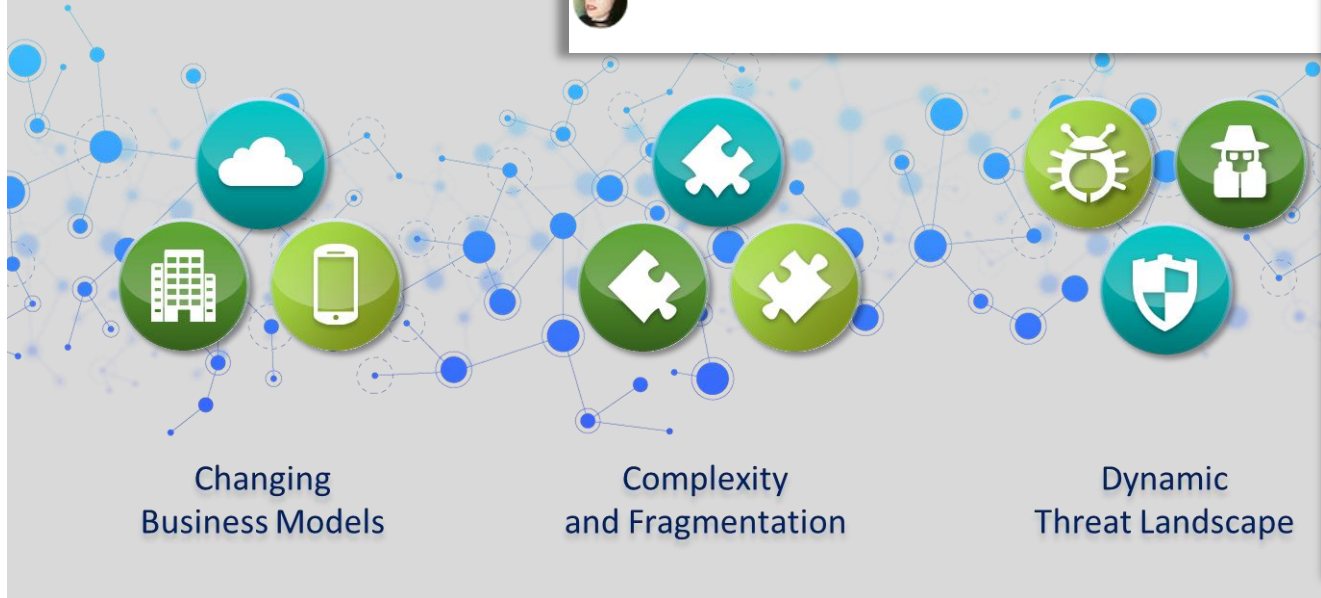 Changing
Business Models
Complexity
and Fragmentation
Dynamic
Threat Landscape